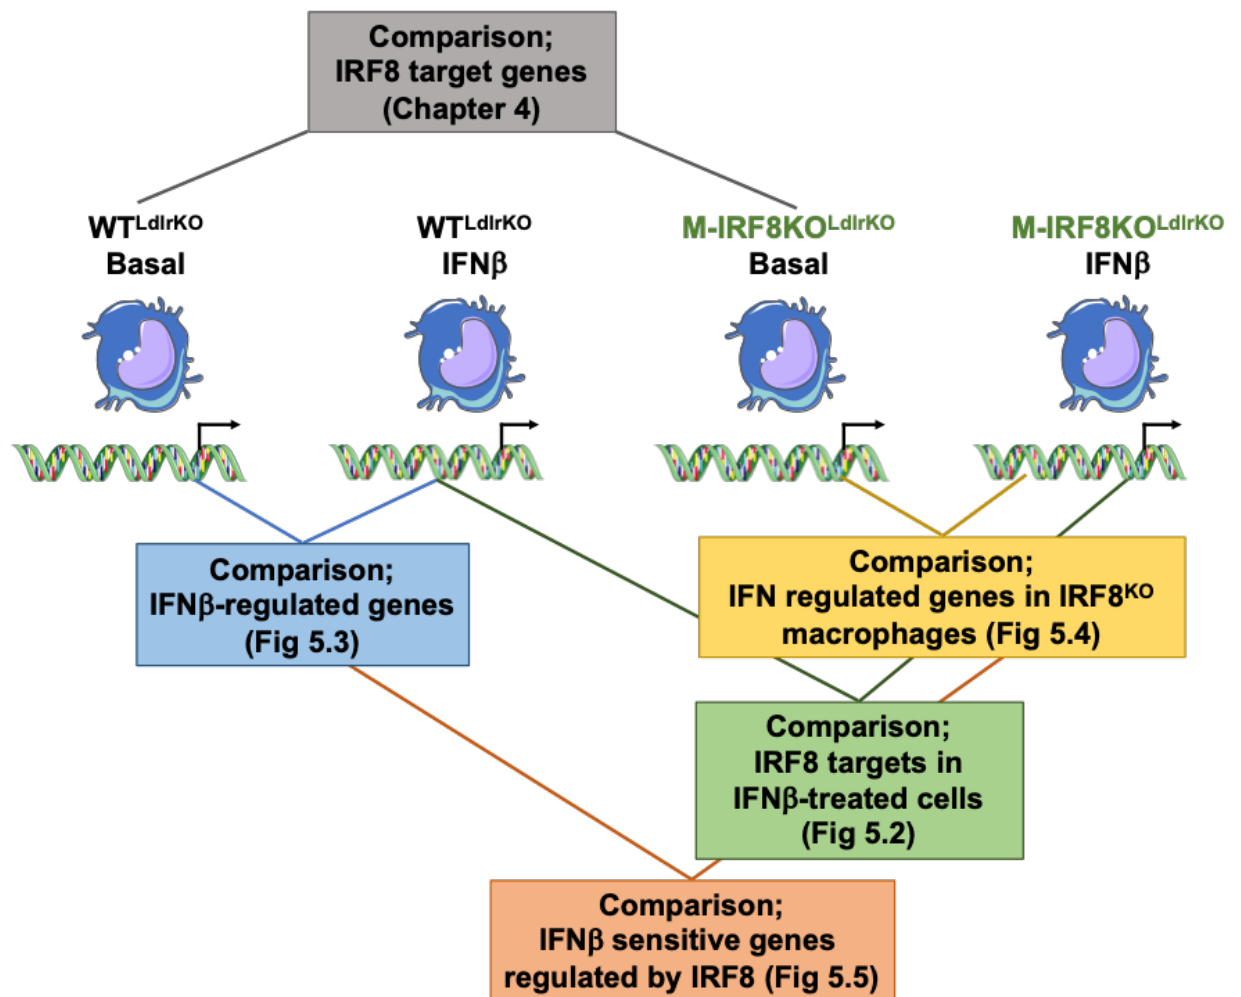 Comparison;
IRF8 target genes
(Chapter 4)
WTLdlrKO
Basal
WTLdlrKO
IFNβ
M-IRF8KOLdlrKO
Basal
M-IRF8KOLdlrKO
IFNβ
Comparison;
IFNβ-regulated genes
(Fig 5.3)
Comparison;
IFN regulated genes in IRF8KO
macrophages (Fig 5.4)
Comparison;
IRF8 targets in
IFNβ-treated cells
(Fig 5.2)
Comparison;
IFNβ sensitive genes
regulated by IRF8 (Fig 5.5)